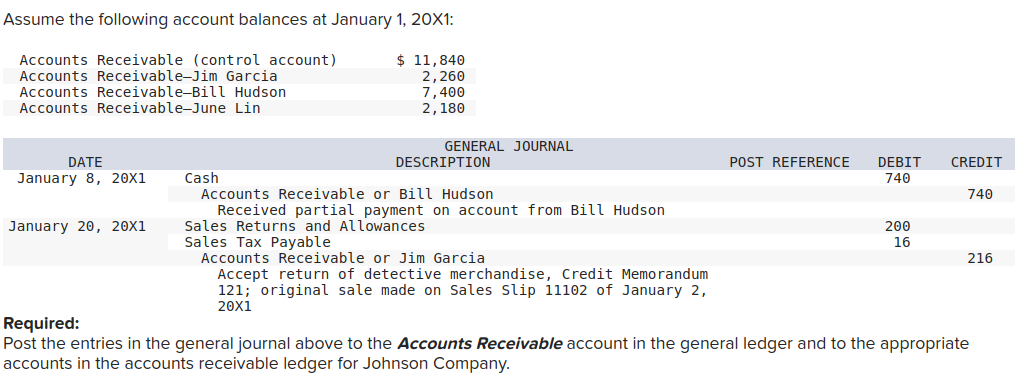 Assume the following account balances at January 1, 20X1:
Accounts Receivable (control account) $ 11,840
Accounts Receivable—Jim Garcia 2,260
Accounts Receivable—Bill Hudson 7,400
Accounts Receivable—June Lin 2,180
GENERAL JOURNAL
DATE DESCRIPTION POST REFERENCE DEBIT CREDIT
January 8, 20X1 Cash 740
Accounts Receivable or Bill Hudson 740
Received partial payment on account from Bill Hudson
January 20, 20X1 Sales Returns and Allowances 200
Sales Tax Payable 16
Accounts Receivable or Jim Garcia 216
Accept return of detective merchandise, Credit Memorandum
121; original sale made on Sales Slip 11102 of January 2,
20X1
Required:
Post the entries in the general journal above to the Accounts Receivable account in the general ledger and to the appropriate
accounts in the accounts receivable ledger for Johnson Company.